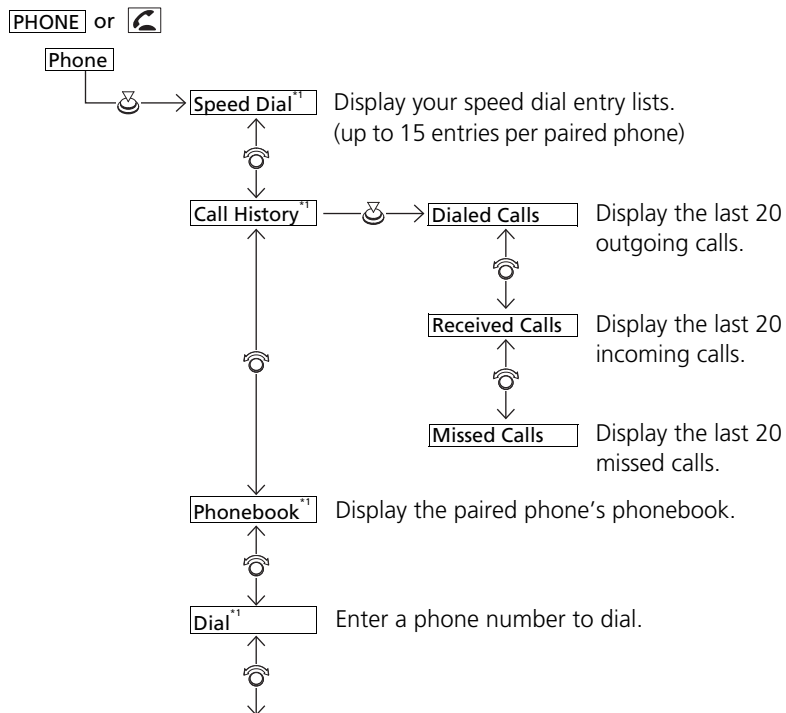 PHONE or
Phone
Speed Dial*1 Display your speed dial entry lists.
(up to 15 entries per paired phone)
Call History*1 Dialed Calls Display the last 20
outgoing calls.
Received Calls Display the last 20
incoming calls.
Missed Calls Display the last 20
missed calls.
Phonebook*1 Display the paired phone’s phonebook.
Dial*1 Enter a phone number to dial.